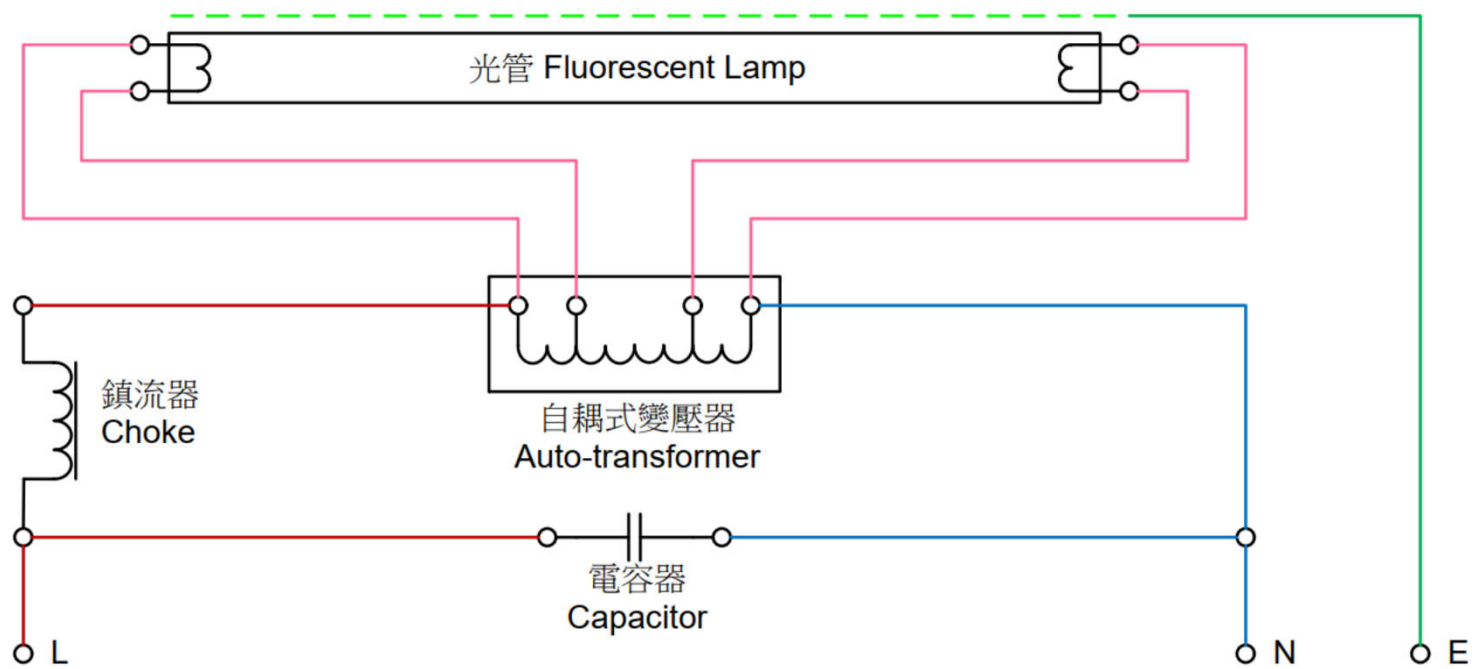 光管 Fluorescent Lamp
鎮流器
Choke
自耦式變壓器
Auto-transformer
電容器
Capacitor
L
N
E